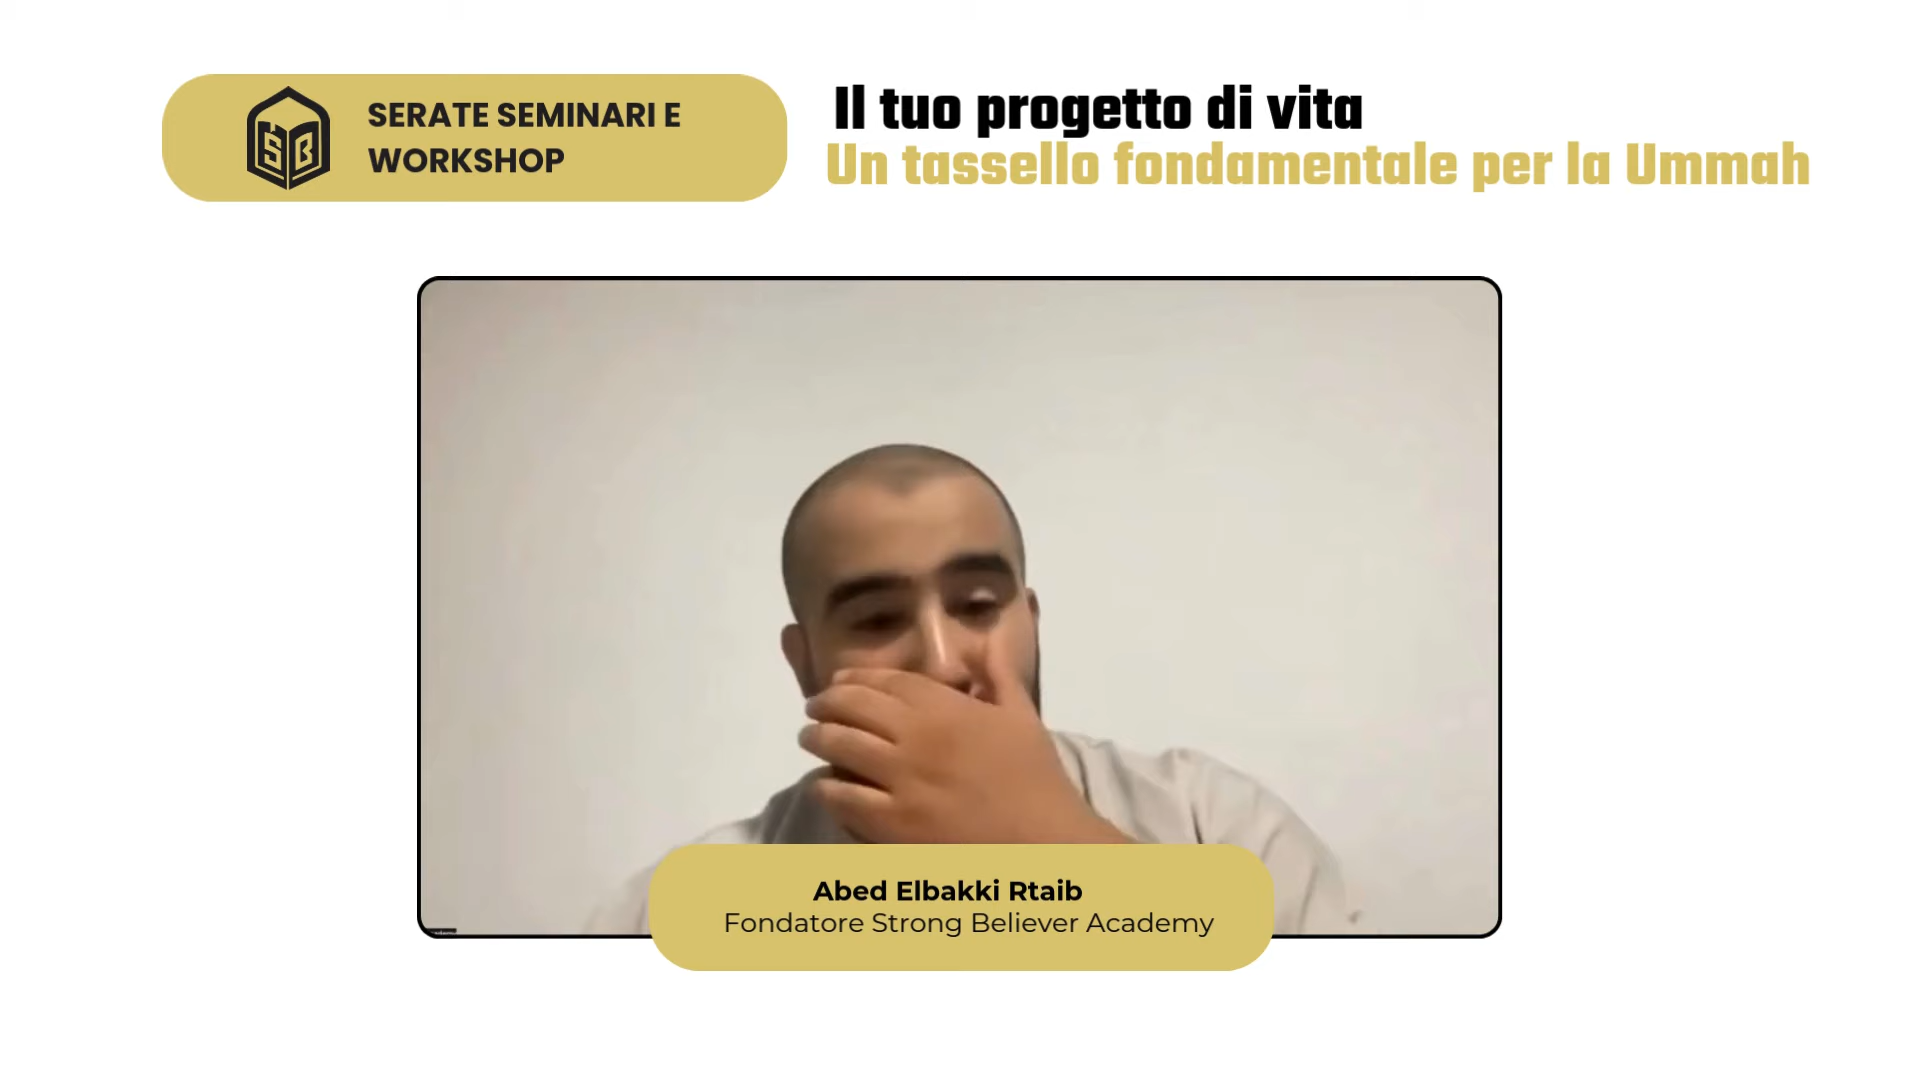 SERATE SEMINARI E
WORKSHOP
Il tuo progetto di vita
Un tassello fondamentale per la Ummah
SB
Abed Elbakki Rtaib
Fondatore Strong Believer Academy